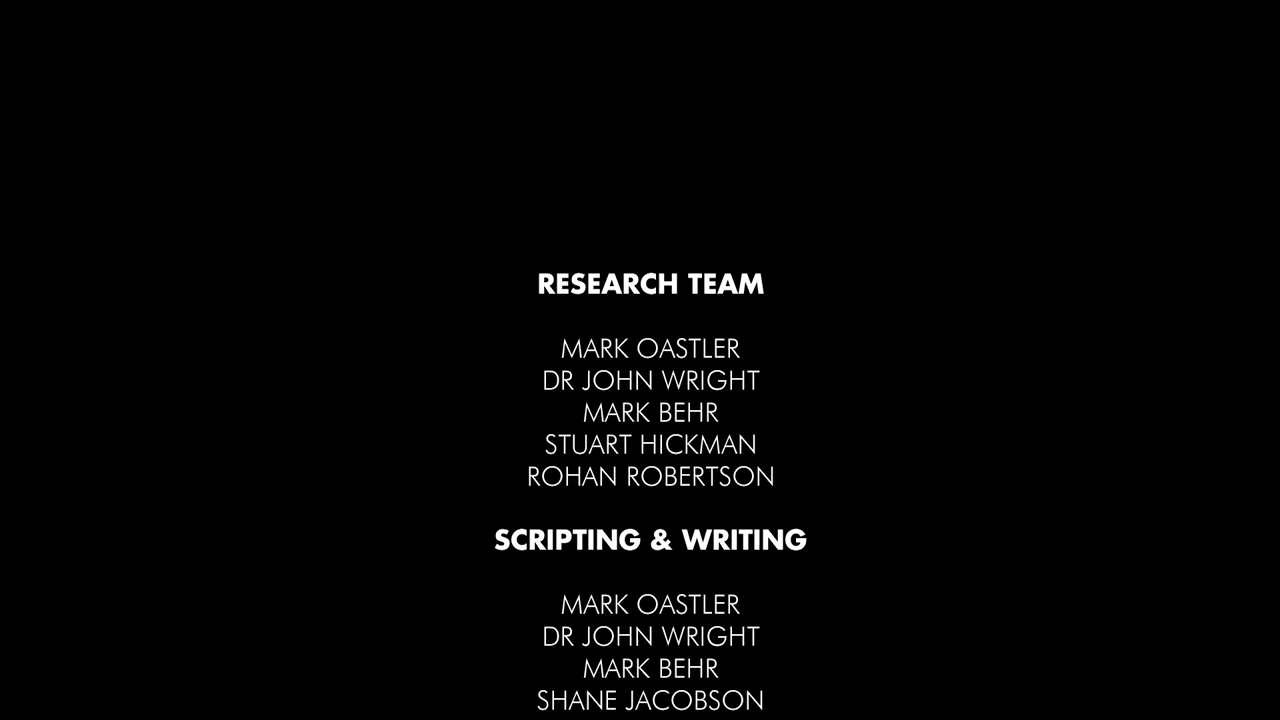 RESEARCH TEAM
MARK OASTLER
DR JOHN WRIGHT
MARK BEHR
STUART HICKMAN
ROHAN ROBERTSON
SCRIPTING & WRITING
MARK OASTLER
DR JOHN WRIGHT
MARK BEHR
SHANE JACOBSON